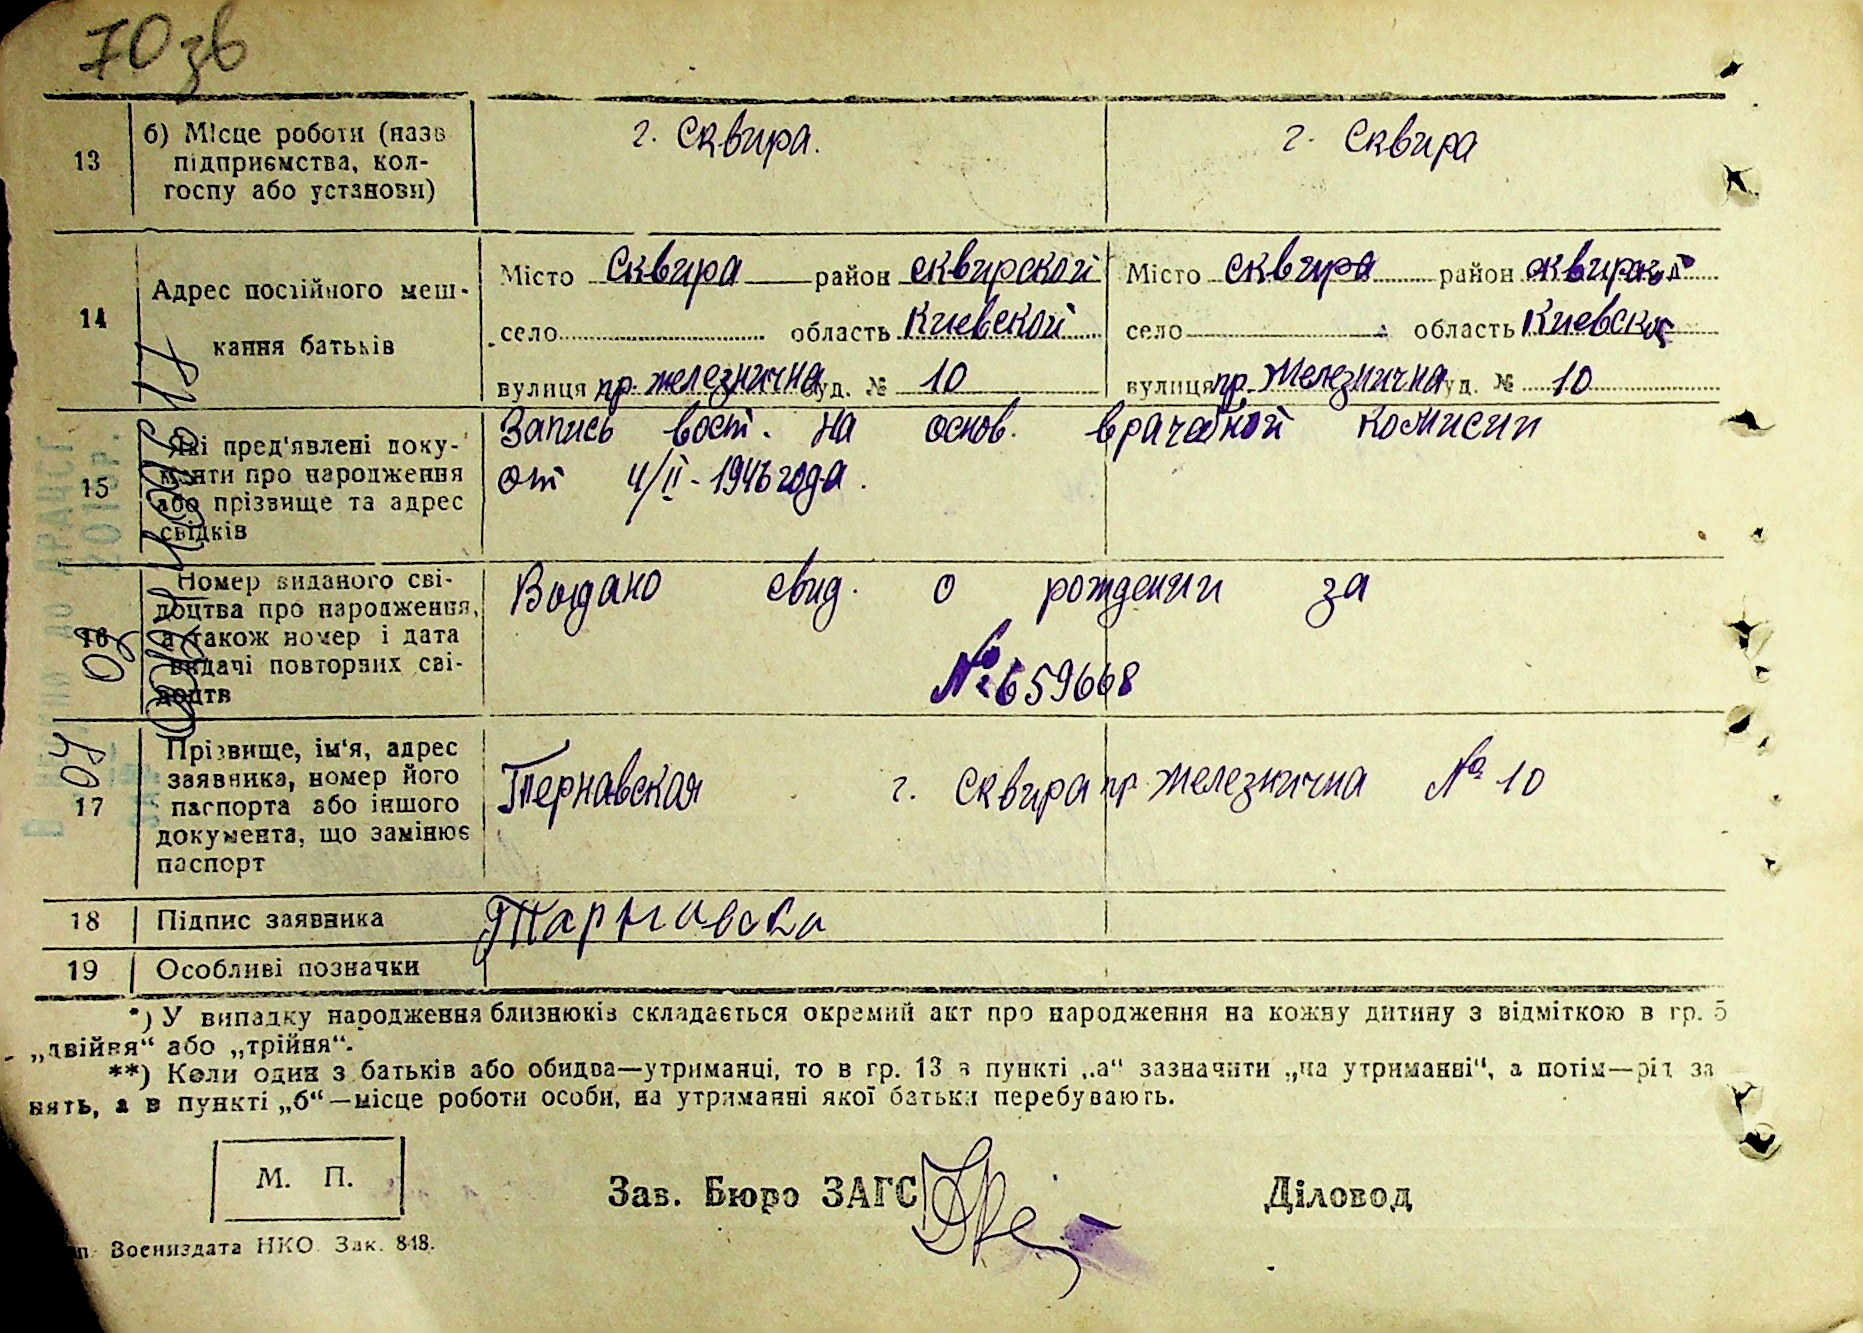 70 зв
13
б) Місце роботи (назв
підприємства, кол-
госпу або установи)
г. Сквира.
г. Сквира
14
Адрес постійного меш-
кання батьків
Місто Сквира район сквирской
село область Киевской
вулиця пр. железнична буд. № 10
Місто Сквира район
село область
вулиця пр. Железнична буд. № 10
15
Які пред'явлені доку-
менти про народження
або прізвище та адрес
свідків
Запись вост. на основ. врачебной комисии
от 4/II - 1946 года.
16
Номер виданого сві-
доцтва про народження,
а також номер і дата
видачі повторних сві-
доцтв
Выдано свид. о рождении за
№ 659668
17
Прізвище, ім'я, адрес
заявника, номер його
паспорта або іншого
документа, що замінює
паспорт
Тернавская г. Сквира пр. Железнична № 10
18
Підпис заявника
Тарновска
19
Особливі позначки
*) У випадку народження близнюків складається окремий акт про народження на кожну дитину з відміткою в гр. 5
„двійня“ або „трійня“.
**) Коли один з батьків або обидва—утриманці, то в гр. 13 в пункті „а“ зазначити „на утриманні“, а потім—рід за
нять, а в пункті „б“—місце роботи особи, на утриманні якої батьки перебувають.
М. П.
Зав. Бюро ЗАГС
Діловод
Воениздата НКО. Зак. 848.